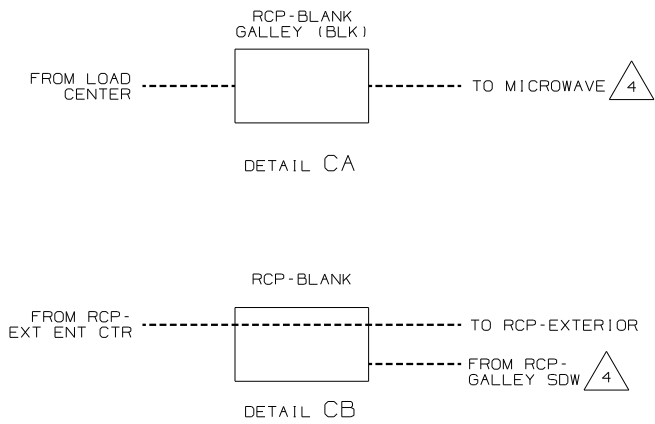 RCP-BLANK
GALLEY (BLK)
FROM LOAD
CENTER
TO MICROWAVE 4
DETAIL CA
RCP-BLANK
FROM RCP-
EXT ENT CTR
TO RCP-EXTERIOR
FROM RCP-
GALLEY SDW 4
DETAIL CB